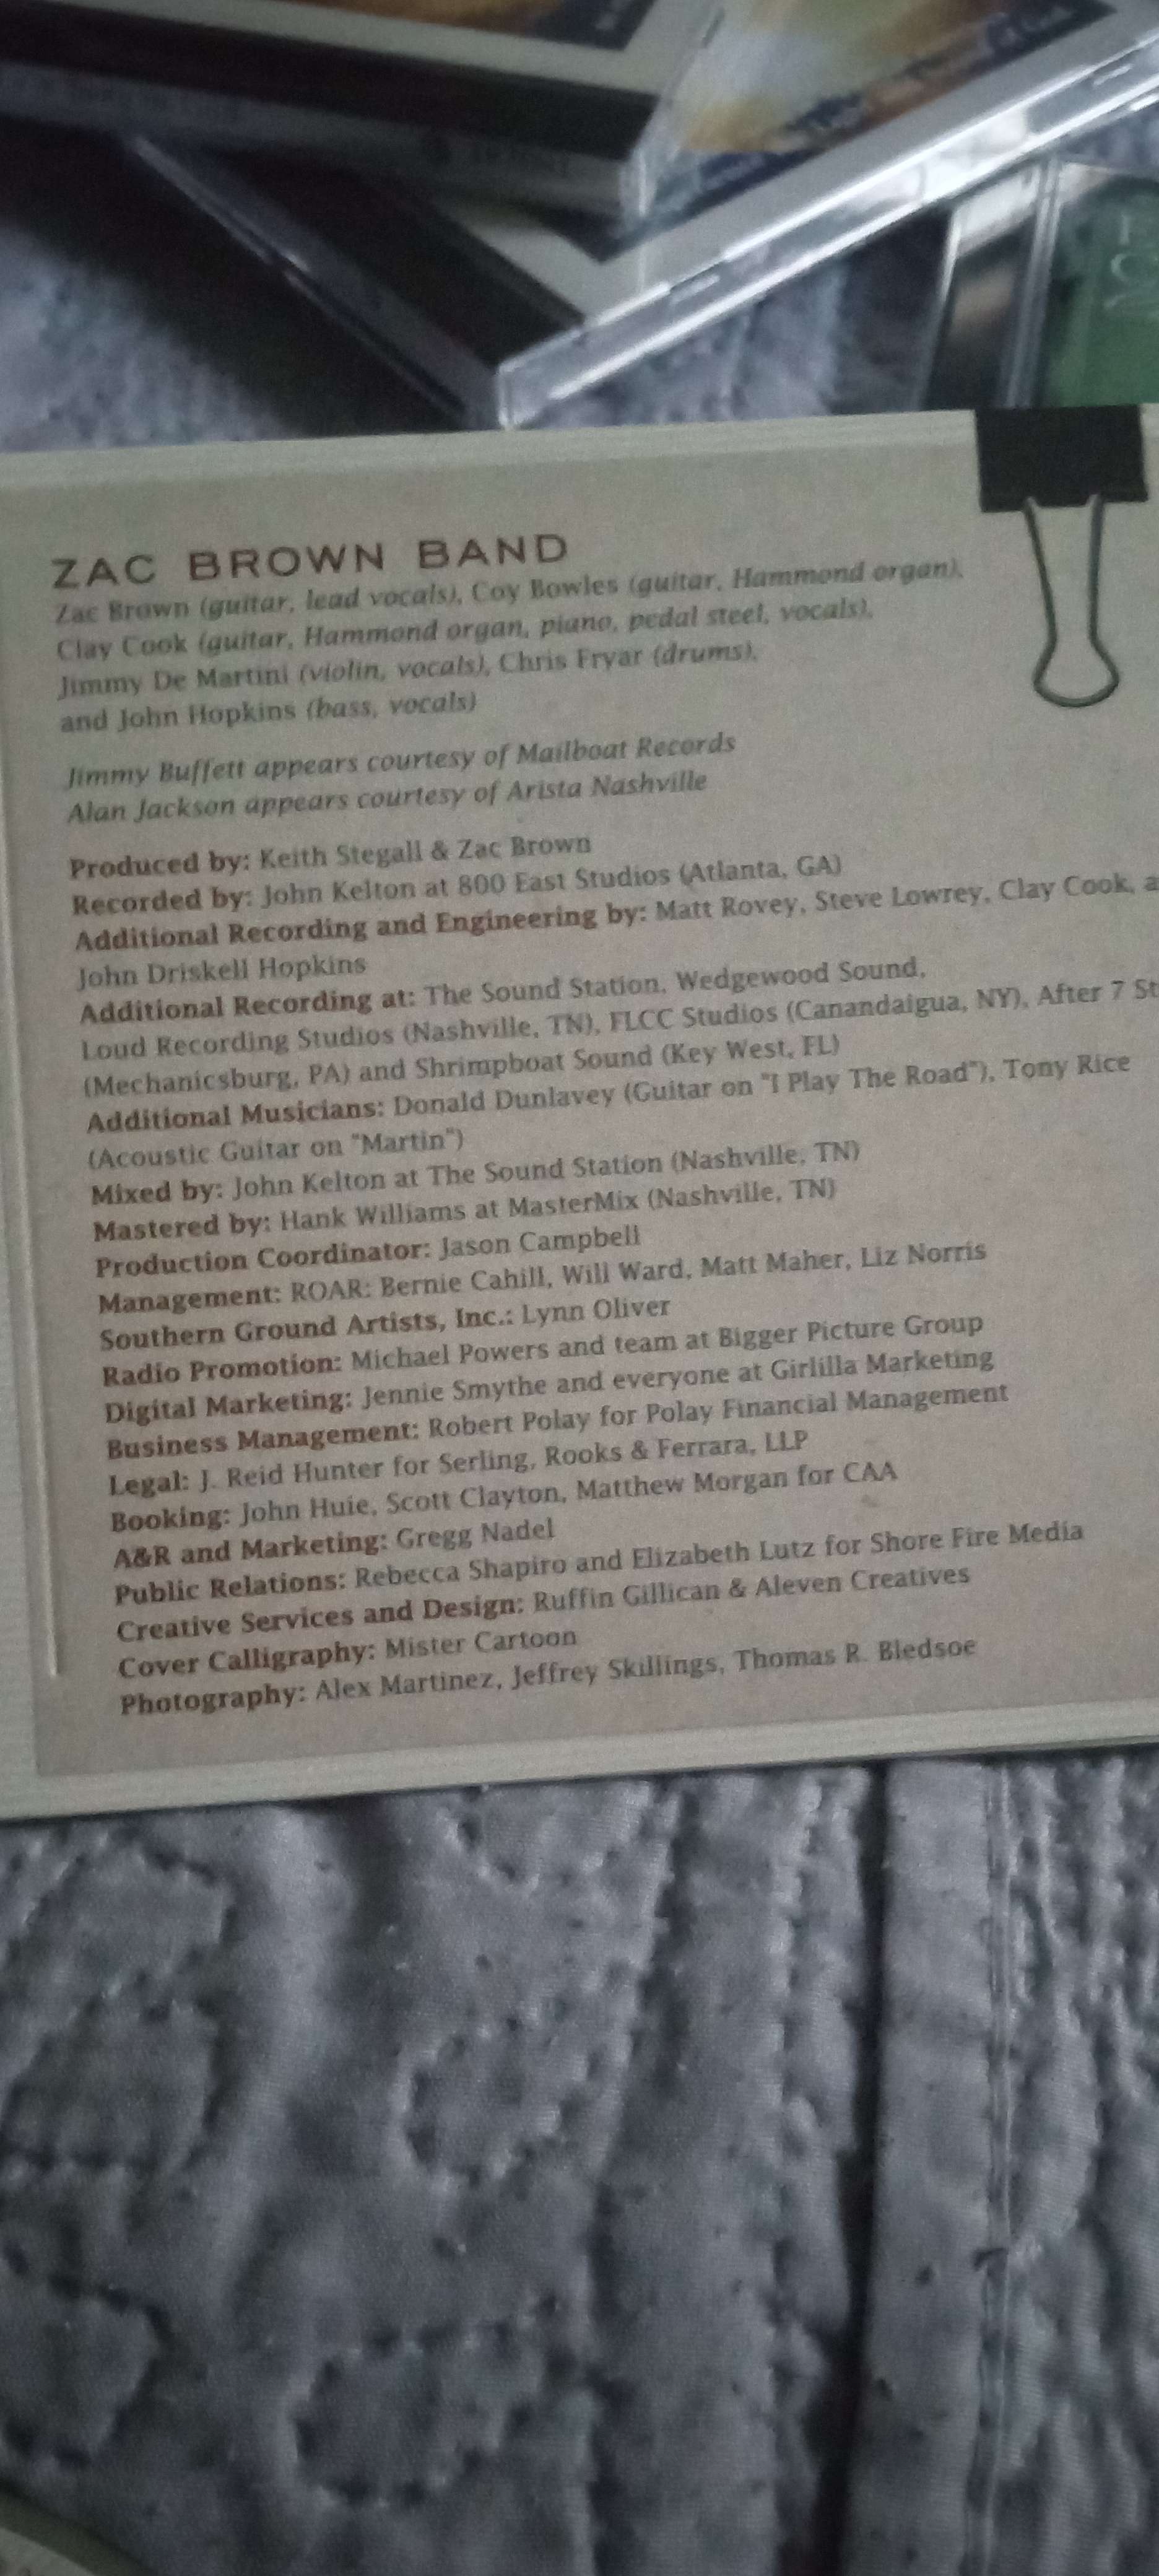 ZAC BROWN BAND
Zac Brown (guitar, lead vocals), Coy Bowles (guitar, Hammond organ),
Clay Cook (guitar, Hammond organ, piano, pedal steel, vocals),
Jimmy De Martini (violin, vocals), Chris Fryar (drums),
and John Hopkins (bass, vocals)
Jimmy Buffett appears courtesy of Mailboat Records
Alan Jackson appears courtesy of Arista Nashville
Produced by: Keith Stegall & Zac Brown
Recorded by: John Kelton at 800 East Studios (Atlanta, GA)
Additional Recording and Engineering by: Matt Rovey, Steve Lowrey, Clay Cook, a
John Driskell Hopkins
Additional Recording at: The Sound Station, Wedgewood Sound,
Loud Recording Studios (Nashville, TN), FLCC Studios (Canandaigua, NY), After 7 St
(Mechanicsburg, PA) and Shrimpboat Sound (Key West, FL)
Additional Musicians: Donald Dunlavey (Guitar on "I Play The Road"), Tony Rice
(Acoustic Guitar on "Martin")
Mixed by: John Kelton at The Sound Station (Nashville, TN)
Mastered by: Hank Williams at MasterMix (Nashville, TN)
Production Coordinator: Jason Campbell
Management: ROAR: Bernie Cahill, Will Ward, Matt Maher, Liz Norris
Southern Ground Artists, Inc.: Lynn Oliver
Radio Promotion: Michael Powers and team at Bigger Picture Group
Digital Marketing: Jennie Smythe and everyone at Girlilla Marketing
Business Management: Robert Polay for Polay Financial Management
Legal: J. Reid Hunter for Serling, Rooks & Ferrara, LLP
Booking: John Huie, Scott Clayton, Matthew Morgan for CAA
A&R and Marketing: Gregg Nadel
Public Relations: Rebecca Shapiro and Elizabeth Lutz for Shore Fire Media
Creative Services and Design: Ruffin Gillican & Aleven Creatives
Cover Calligraphy: Mister Cartoon
Photography: Alex Martinez, Jeffrey Skillings, Thomas R. Bledsoe